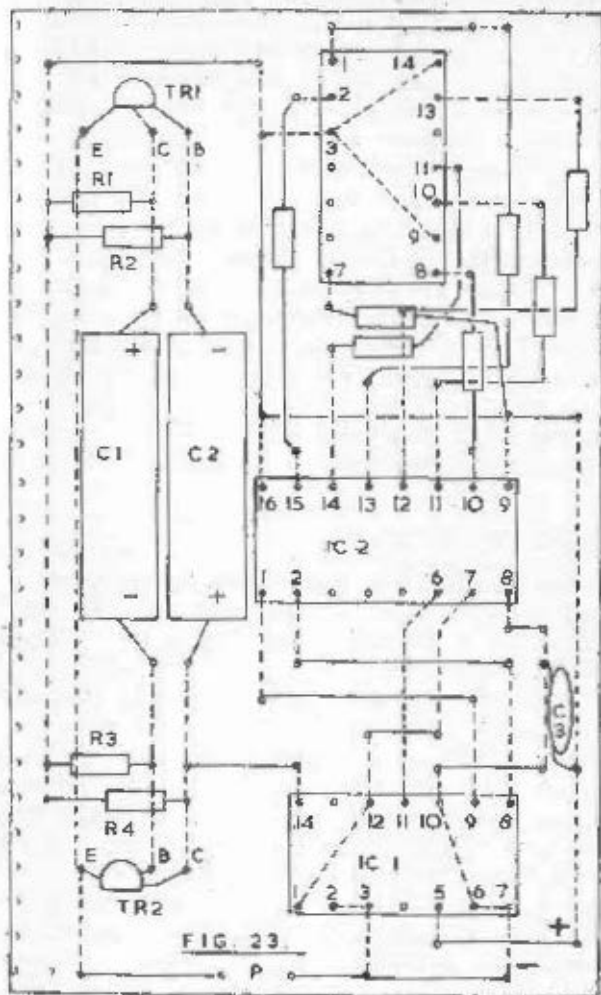 1 14
TR1
2 13
E C B 3
R1 11
10
R2 9
7 8
+ -
C1 C2
16 15 14 13 12 11 10 9
IC 2
- +
1 2 6 7 8
C3
R3
14 12 11 10 9 8
R4
E B C IC 1
TR2 1 2 3 5 6 7
FIG. 23. +
P -